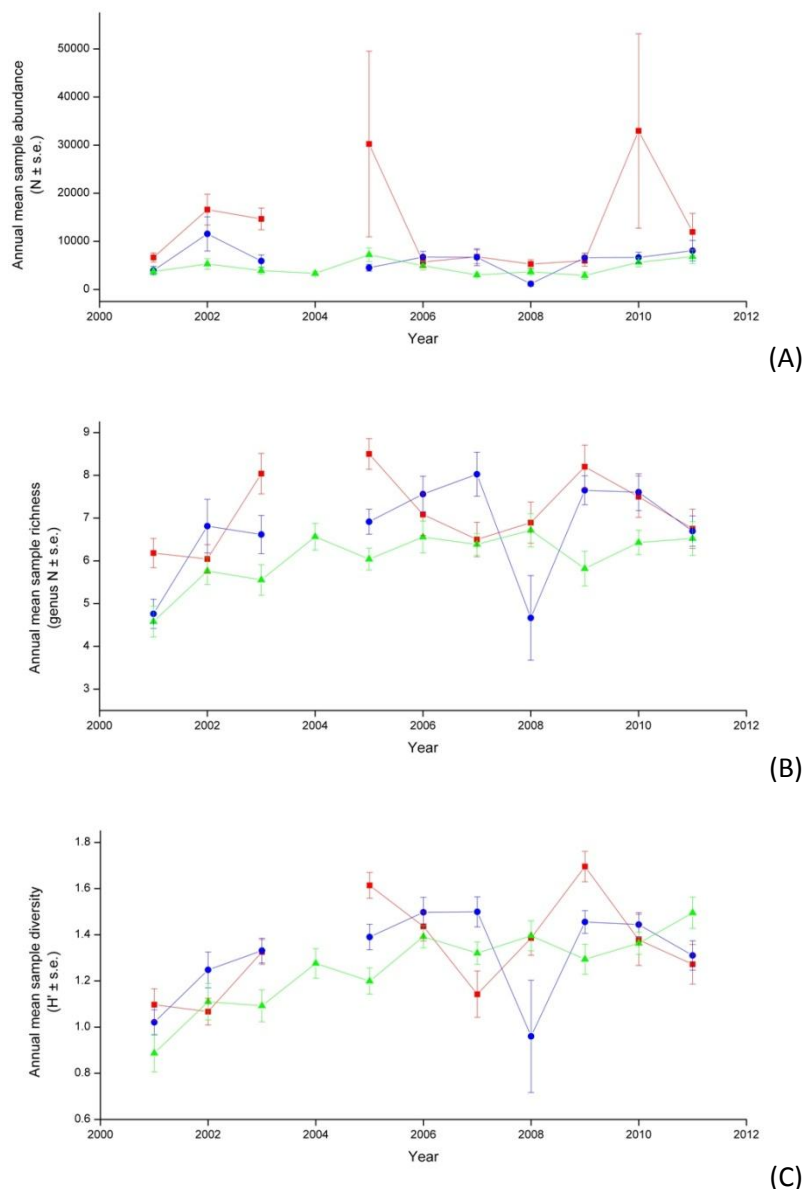 50000
40000
30000
20000
10000
0
Annual mean sample abundance
(N ± s.e.)
2000 2002 2004 2006 2008 2010 2012
Year
(A)
9
8
7
6
5
4
3
Annual mean sample richness
(genus N ± s.e.)
2000 2002 2004 2006 2008 2010 2012
Year
(B)
1.8
1.6
1.4
1.2
1.0
0.8
0.6
Annual mean sample diversity
(H' ± s.e.)
2000 2002 2004 2006 2008 2010 2012
Year
(C)